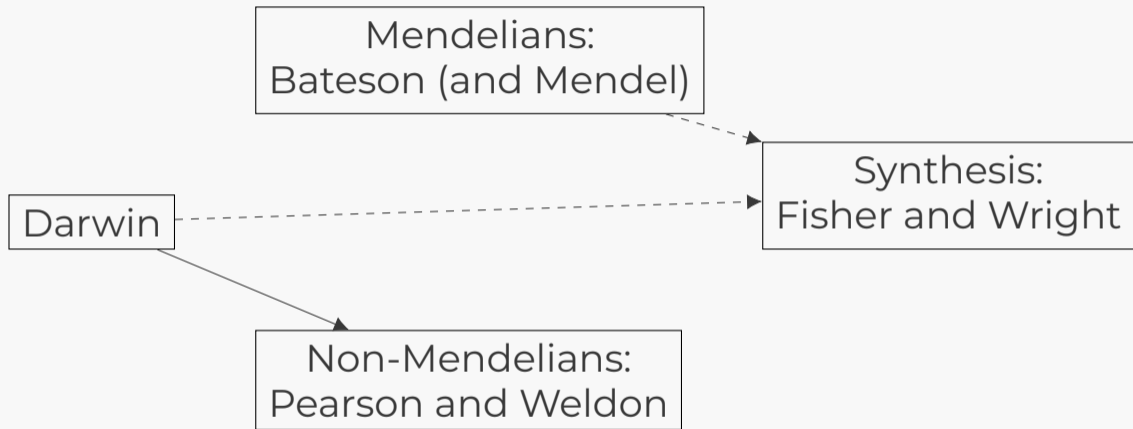 Mendelians:
Bateson (and Mendel)
Synthesis:
Fisher and Wright
Darwin
Non-Mendelians:
Pearson and Weldon